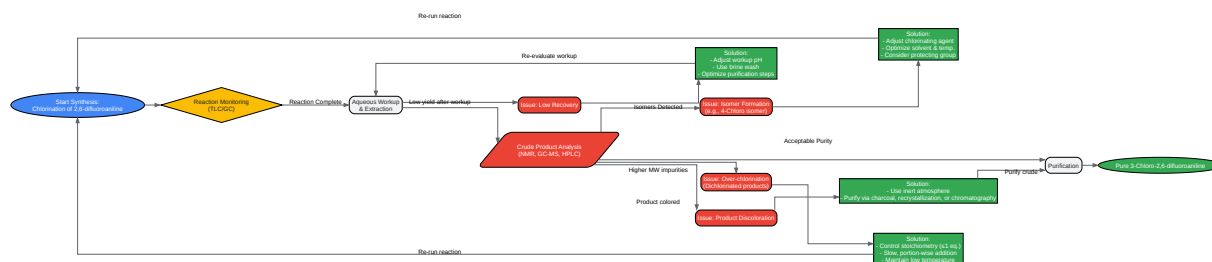 Re-run reaction
Solution:
- Adjust chlorinating agent
- Optimize solvent & temp.
- Consider protecting group
Re-evaluate workup
Solution:
- Adjust workup pH
- Use brine wash
- Optimize purification steps
Start Synthesis
Chlorination of 2,6-difluoroaniline
Reaction Monitoring
(TLC/GC)
Reaction Complete
Aqueous Workup
& Extraction
Low yield after workup
Issue: Low Recovery
Isomers Detected
Issue: Isomer Formation
(e.g., 4-Chloro isomer)
Crude Product Analysis
(NMR, GC-MS, HPLC)
Acceptable Purity
Purification
Pure 3-Chloro-2,6-difluoroaniline
Higher MW impurities
Issue: Over-chlorination
(Dichlorinated products)
Purify crude
Solution:
- Use inert atmosphere
- Purify via charcoal, recrystallization, or chromatography
Product colored
Issue: Product Discoloration
Solution:
- Control stoichiometry (≤1 eq.)
- Slow, portion-wise addition
- Maintain low temperature
Re-run reaction